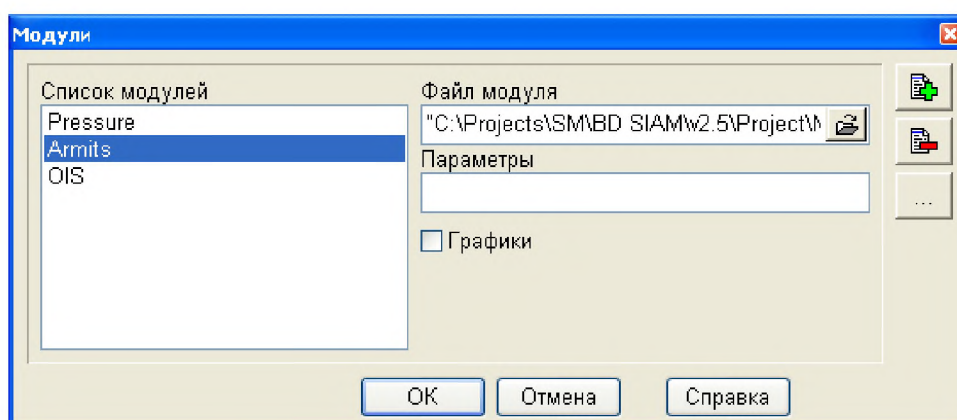 Модули
Список модулей
Pressure
Armits
OIS
Файл модуля
"C:\Projects\SM\BD SIAM\v2.5\Project\M
Параметры
Графики
...
ОК
Отмена
Справка